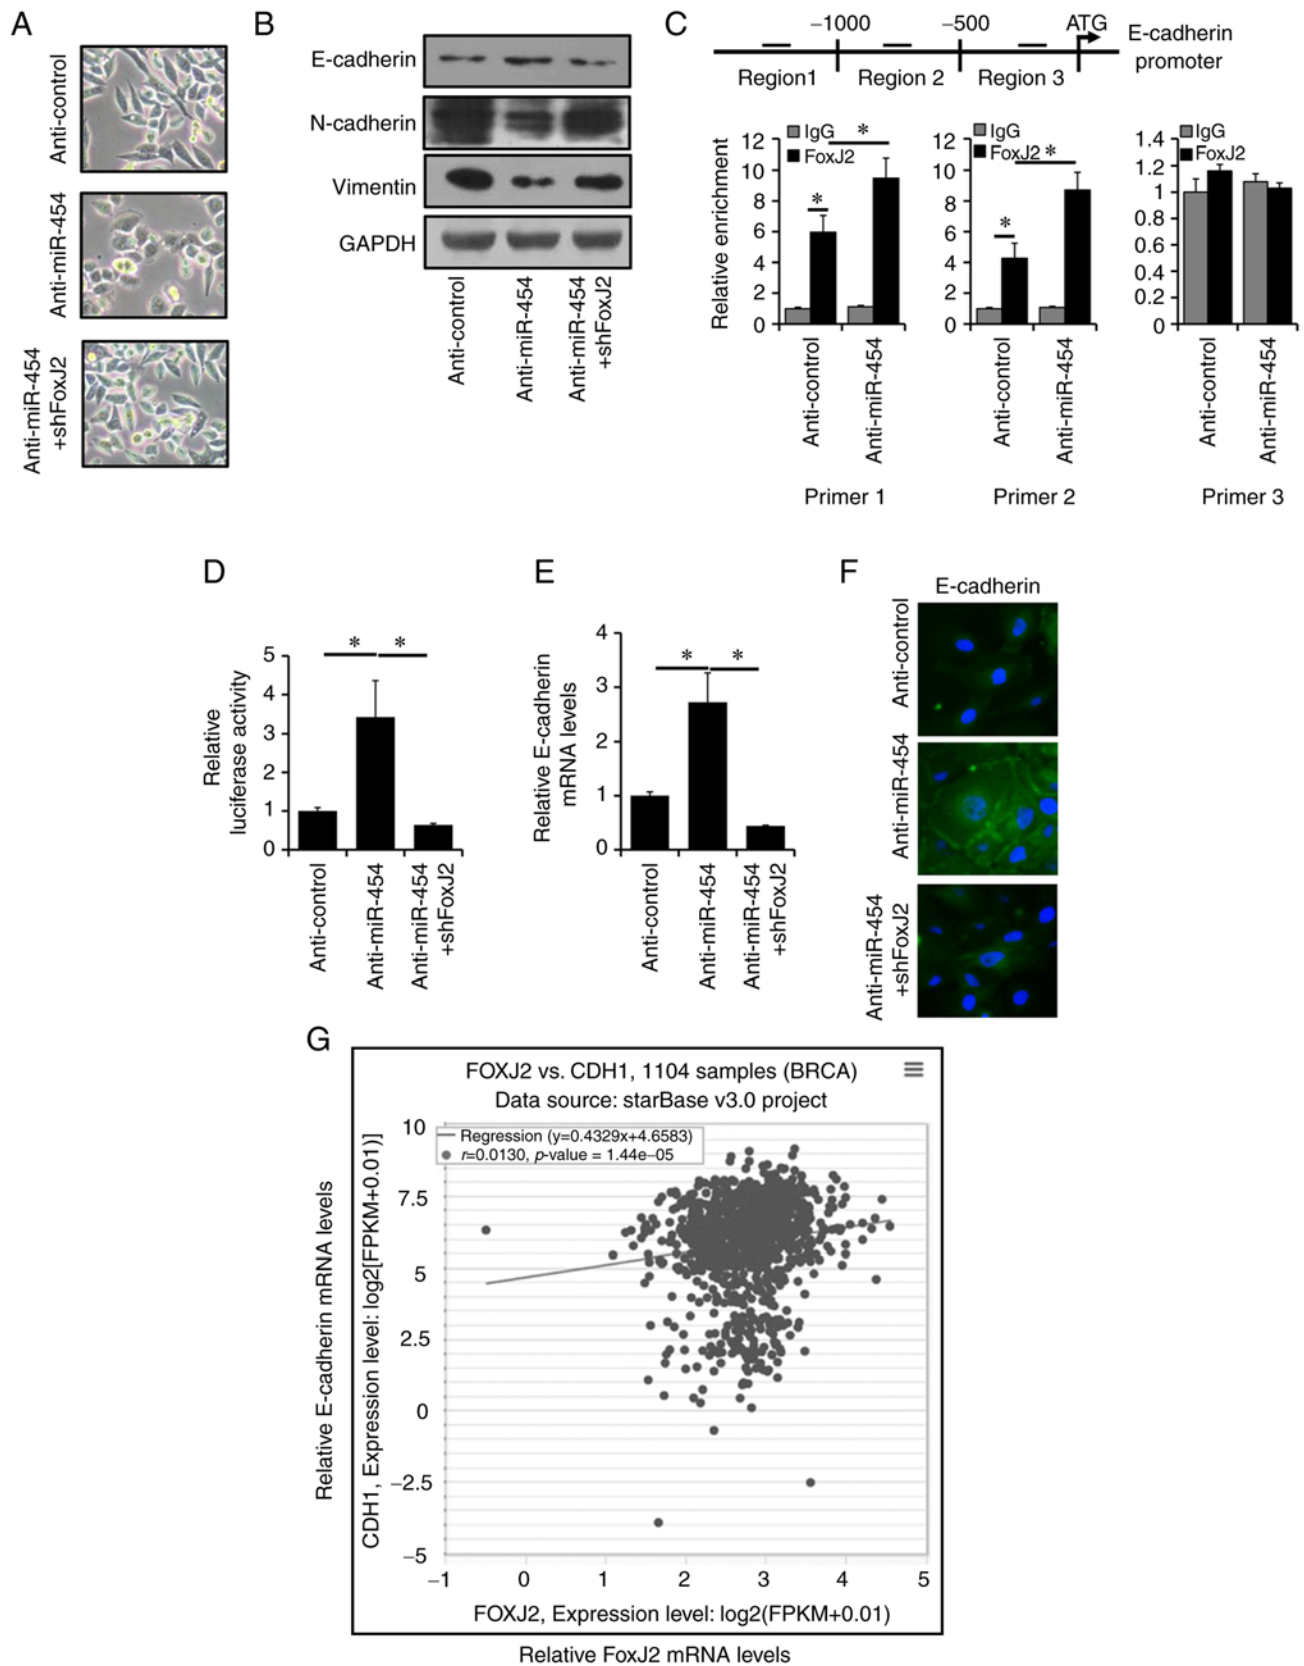 A
Anti-control
Anti-miR-454
Anti-miR-454
+shFoxJ2
B
E-cadherin
N-cadherin
Vimentin
GAPDH
Anti-control
Anti-miR-454
Anti-miR-454
+shFoxJ2
C
−1000
−500
ATG
E-cadherin
promoter
Region1
Region 2
Region 3
Relative enrichment
12
10
8
6
4
2
0
IgG
FoxJ2
*
*
Anti-control
Anti-miR-454
Primer 1
12
10
8
6
4
2
0
IgG
FoxJ2
*
*
Anti-control
Anti-miR-454
Primer 2
1.4
1.2
1
0.8
0.6
0.4
0.2
0
IgG
FoxJ2
Anti-control
Anti-miR-454
Primer 3
D
Relative
luciferase activity
5
4
3
2
1
0
*
*
Anti-control
Anti-miR-454
Anti-miR-454
+shFoxJ2
E
Relative E-cadherin
mRNA levels
4
3
2
1
0
*
*
Anti-control
Anti-miR-454
Anti-miR-454
+shFoxJ2
F
E-cadherin
Anti-control
Anti-miR-454
Anti-miR-454
+shFoxJ2
G
FOXJ2 vs. CDH1, 1104 samples (BRCA)
Data source: starBase v3.0 project
Regression (y=0.4329x+4.6583)
r=0.0130, p-value = 1.44e−05
Relative E-cadherin mRNA levels
CDH1, Expression level: log2[FPKM+0.01)]
10
7.5
5
2.5
0
−2.5
−5
−1
0
1
2
3
4
5
FOXJ2, Expression level: log2(FPKM+0.01)
Relative FoxJ2 mRNA levels